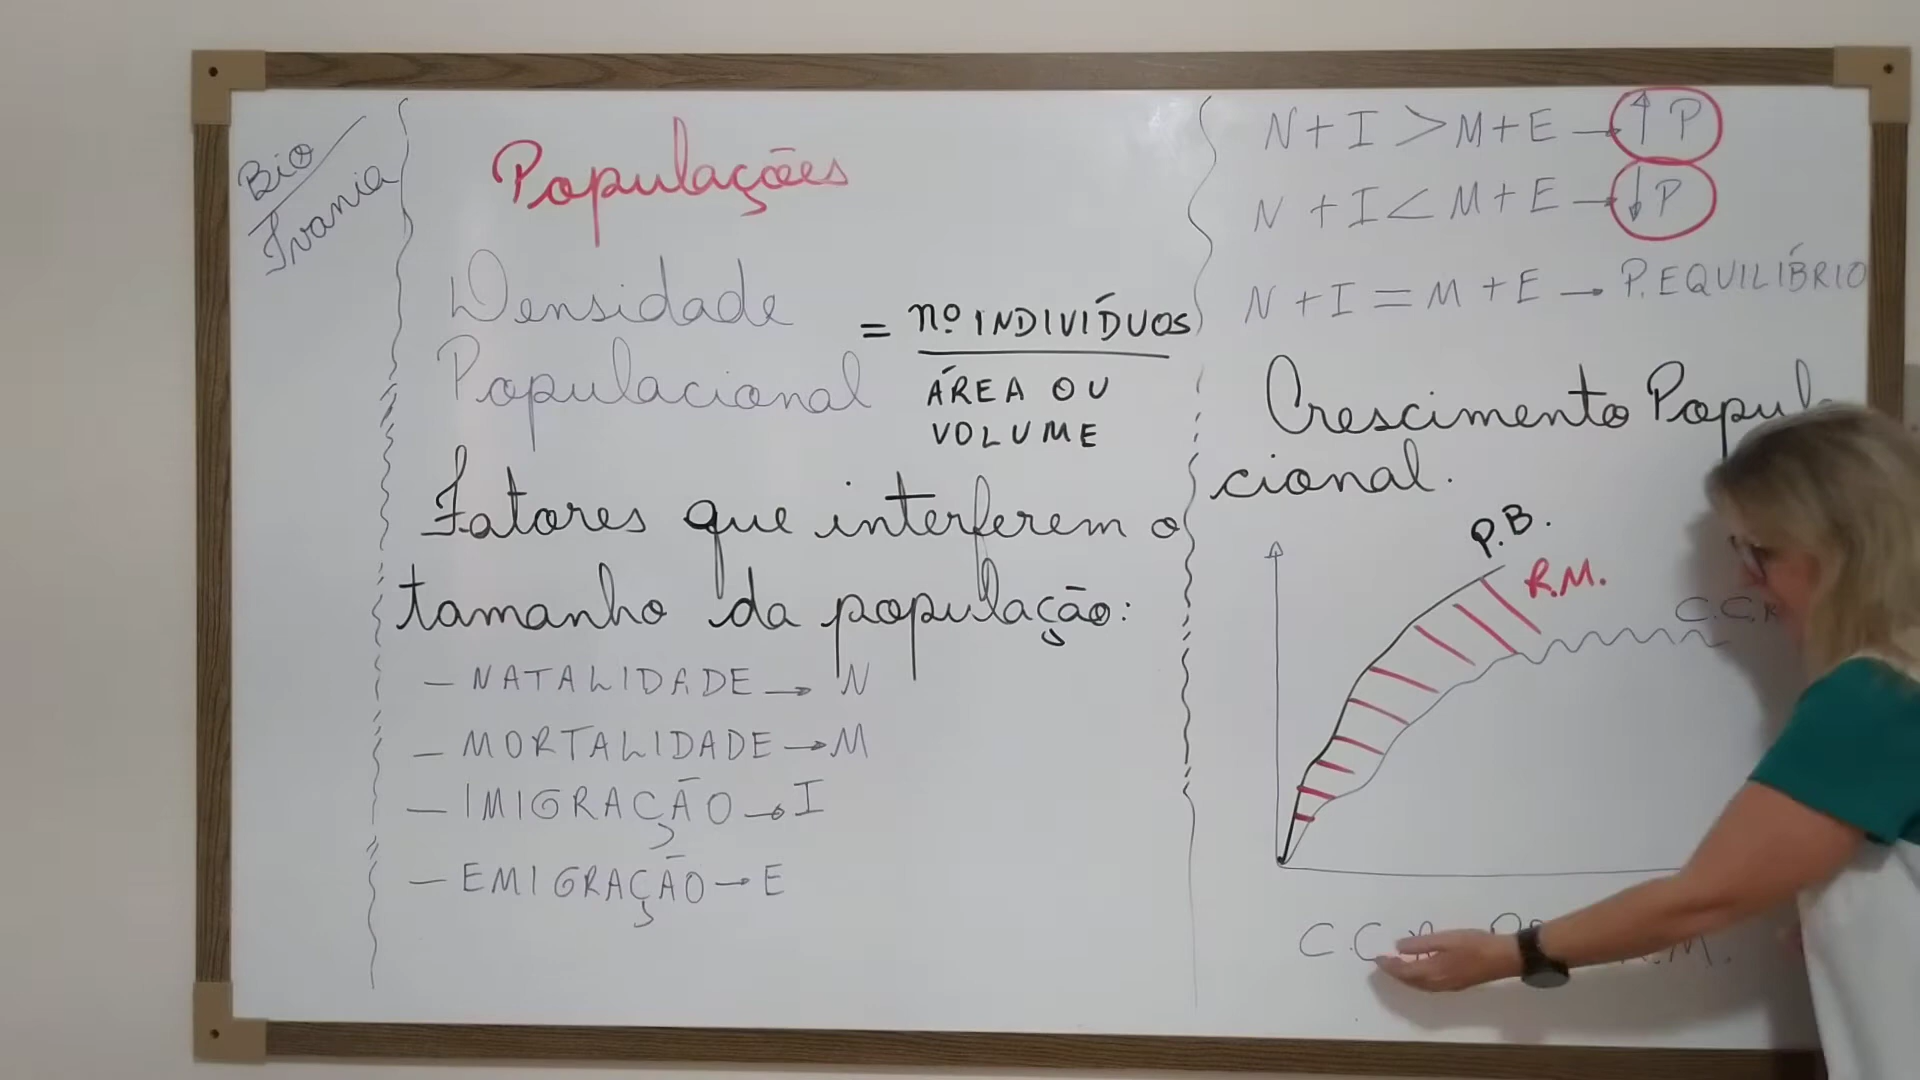 Bio
Ivania
Populações
Densidade
Populacional
= nº INDIVÍDUOS
ÁREA OU
VOLUME
Fatores que interferem o
tamanho da população:
– NATALIDADE → N
– MORTALIDADE → M
– IMIGRAÇÃO → I
– EMIGRAÇÃO → E
N + I > M + E → ↑ P
N + I < M + E → ↓ P
N + I = M + E → P. EQUILÍBRIO
Crescimento Popul
cional.
P.B.
R.M.
C.C.R
C.C.